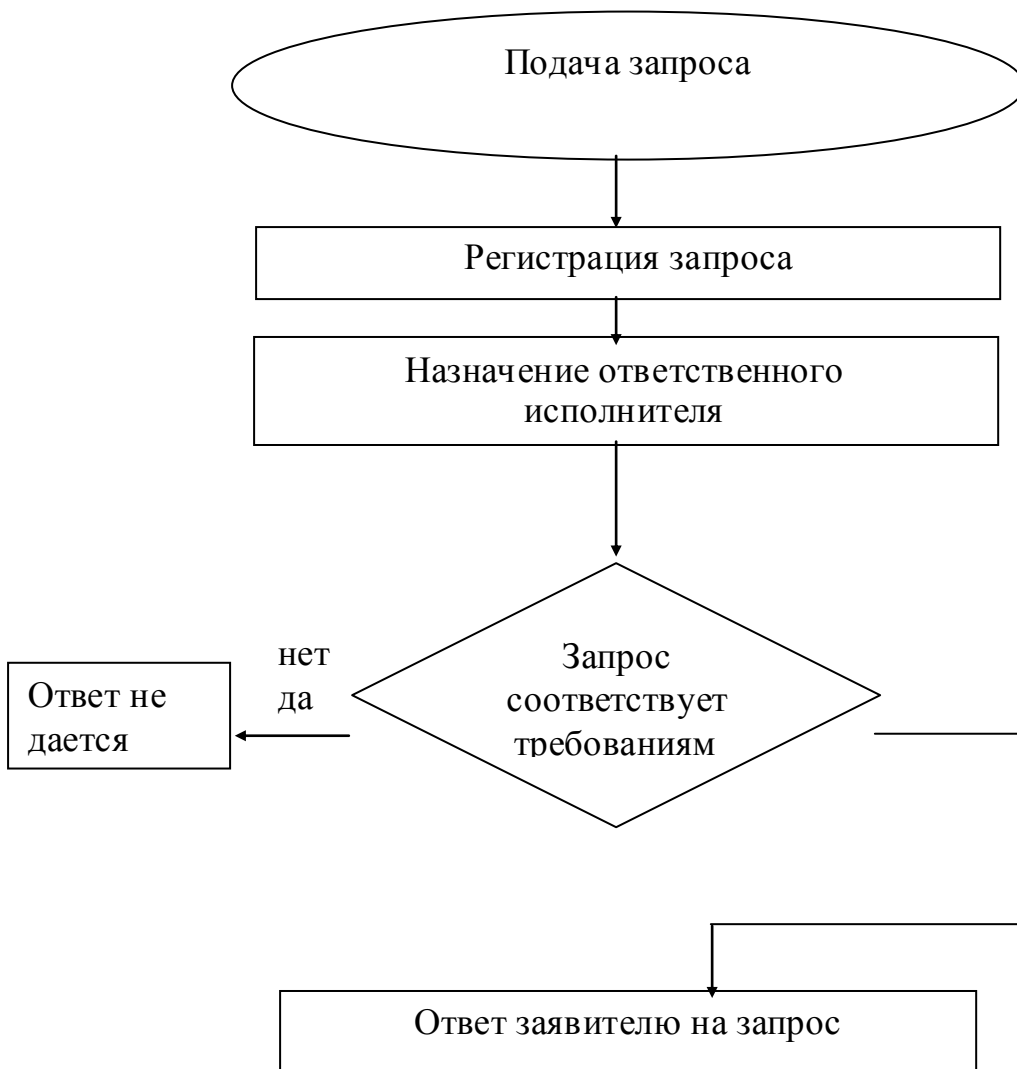 Подача запроса
Регистрация запроса
Назначение ответственного
исполнителя
нет
да
Ответ не
дается
Запрос
соответствует
требованиям
Ответ заявителю на запрос